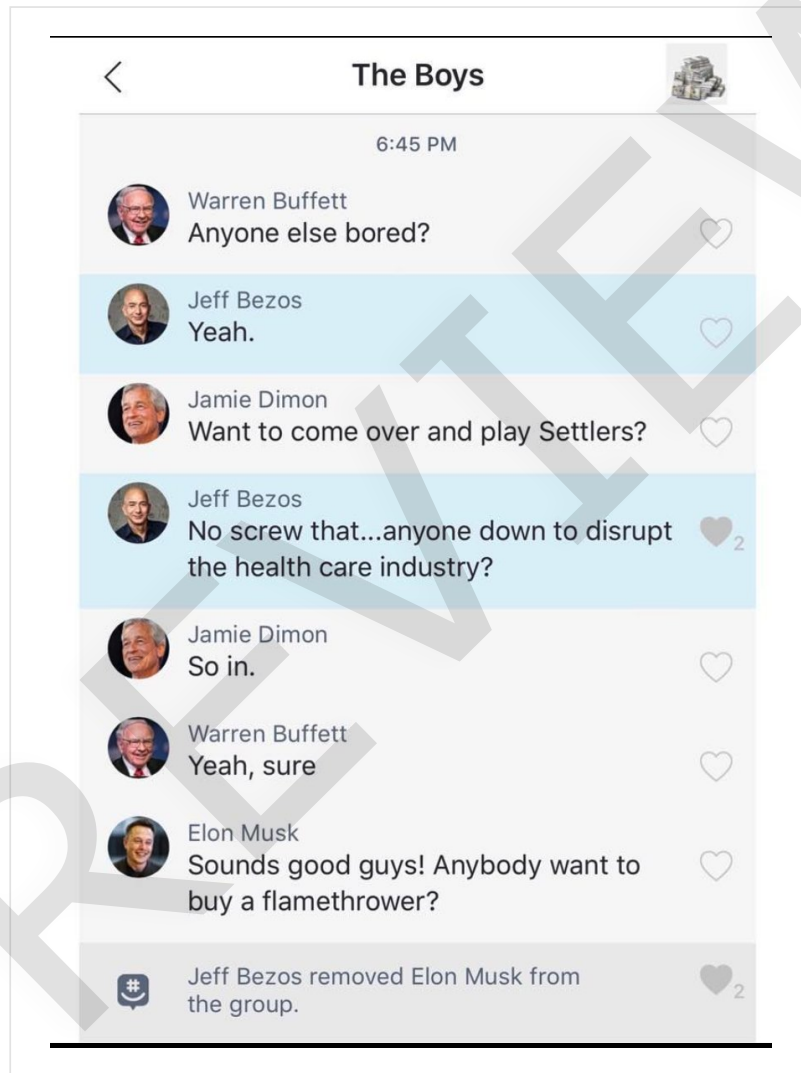 The Boys
6:45 PM
Warren Buffett
Anyone else bored?
Jeff Bezos
Yeah.
Jamie Dimon
Want to come over and play Settlers?
Jeff Bezos
No screw that...anyone down to disrupt
the health care industry?
2
Jamie Dimon
So in.
Warren Buffett
Yeah, sure
Elon Musk
Sounds good guys! Anybody want to
buy a flamethrower?
#
Jeff Bezos removed Elon Musk from
the group.
2
REVIEW